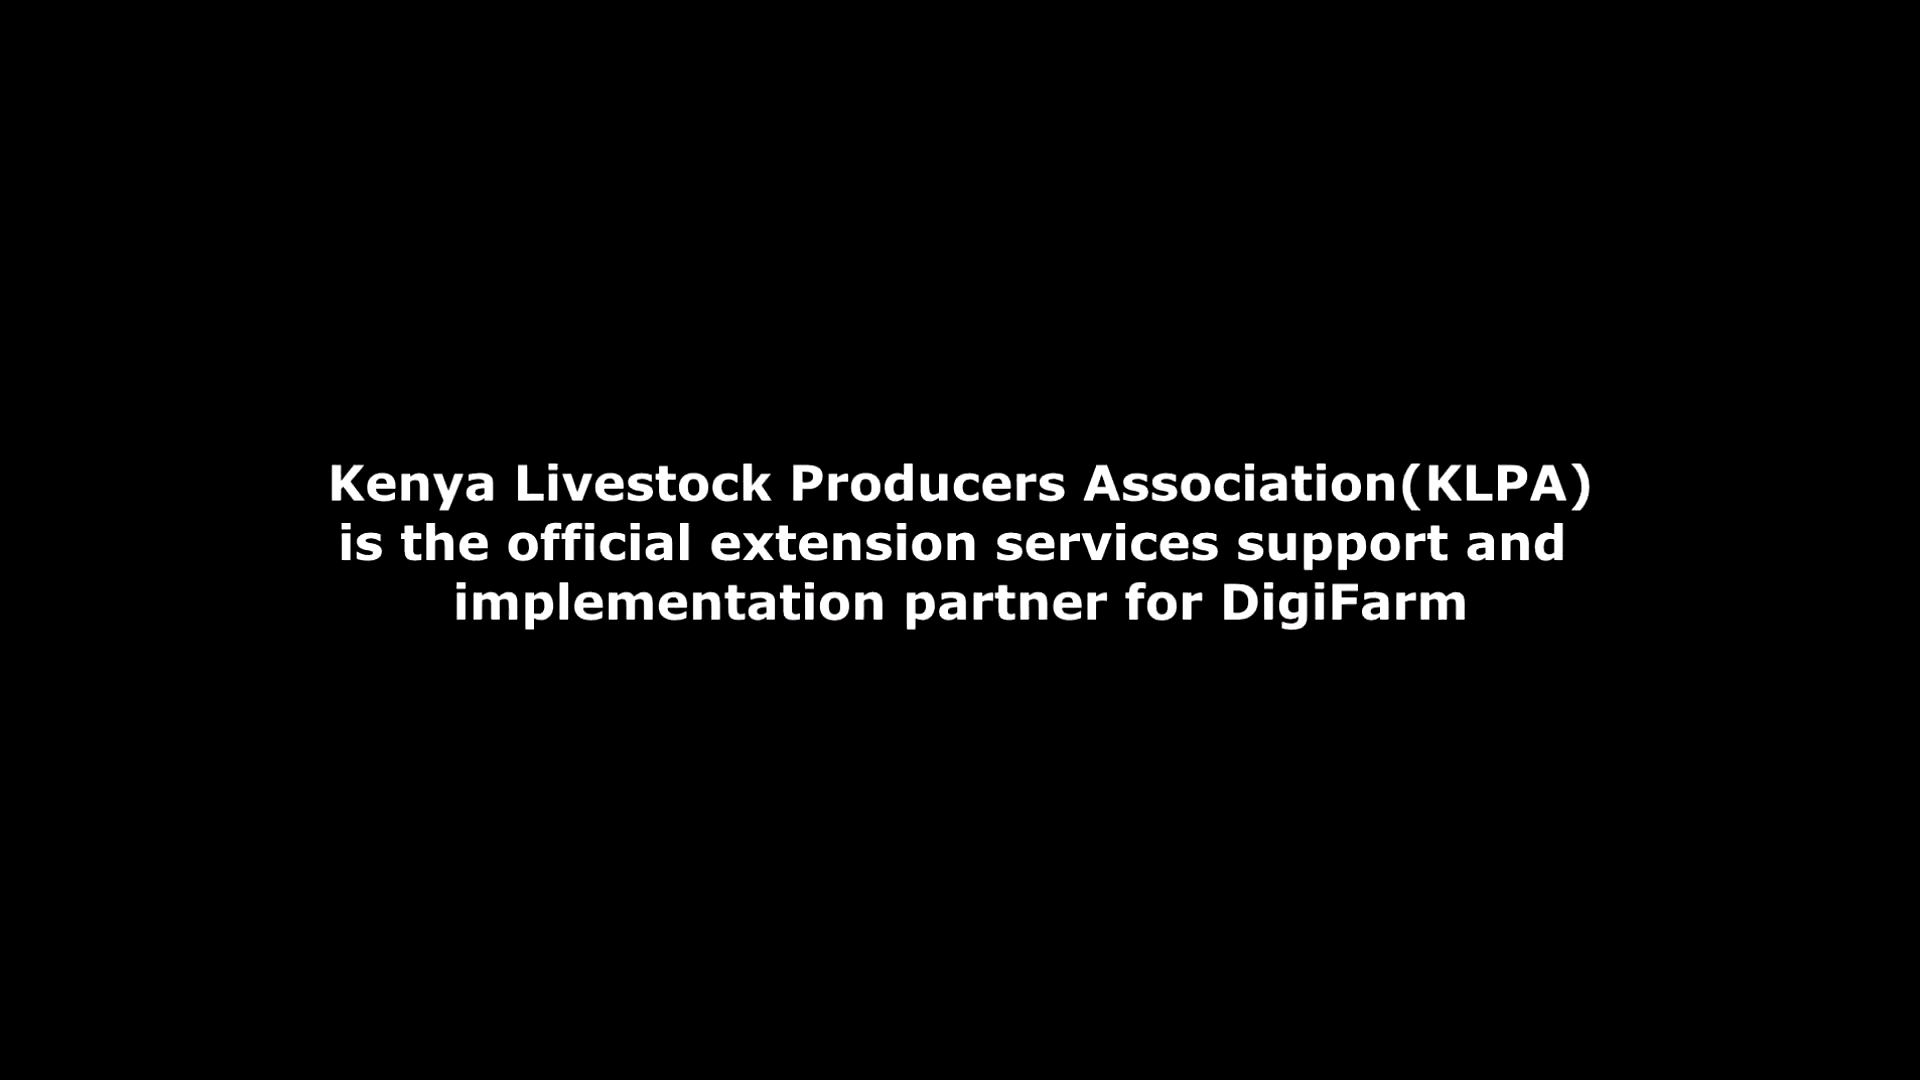 Kenya Livestock Producers Association(KLPA)
is the official extension services support and
implementation partner for DigiFarm